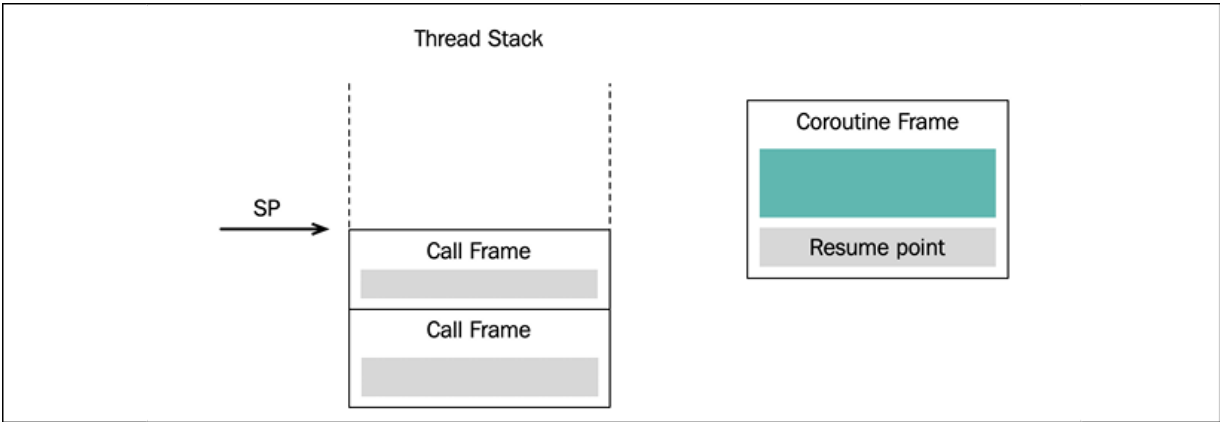 Thread Stack
Coroutine Frame
SP
Call Frame
Resume point
Call Frame